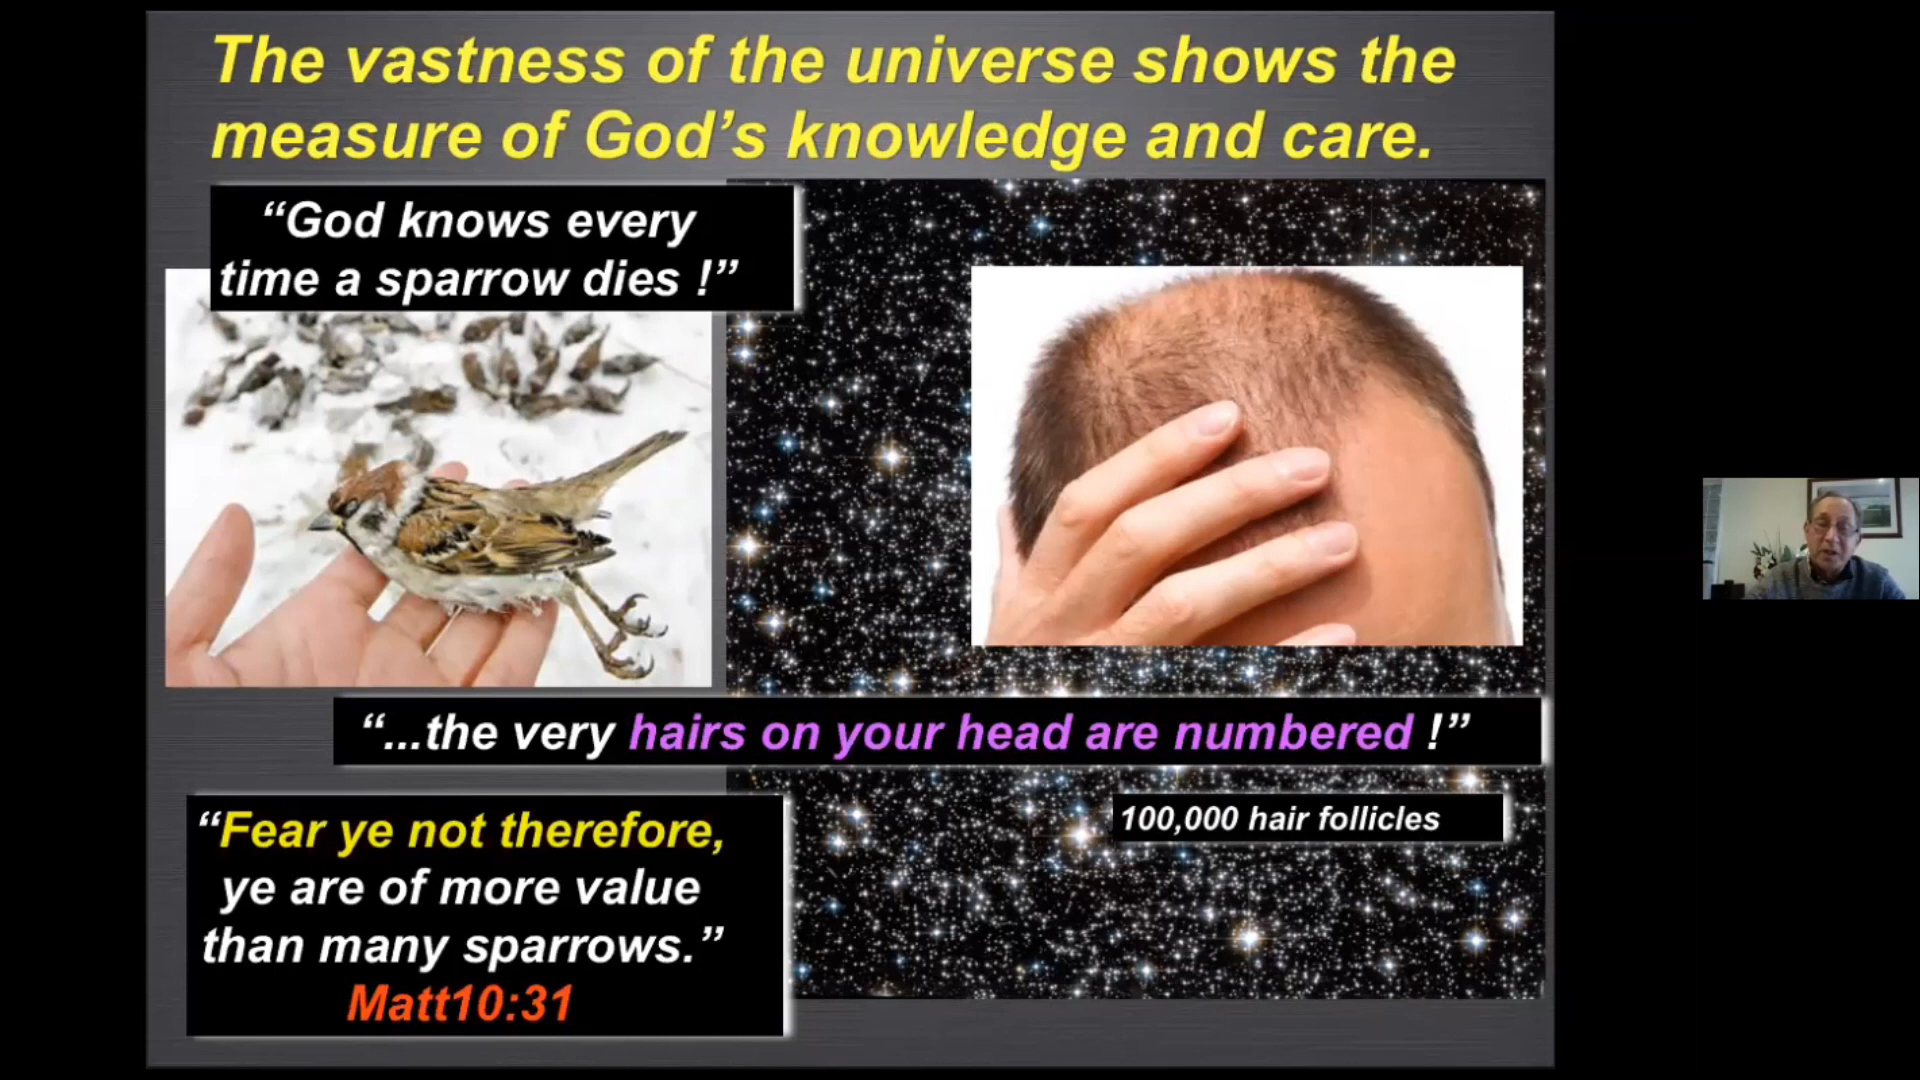 The vastness of the universe shows the
measure of God’s knowledge and care.
“God knows every
time a sparrow dies !”
“...the very hairs on your head are numbered !”
100,000 hair follicles
“Fear ye not therefore,
ye are of more value
than many sparrows.”
Matt10:31